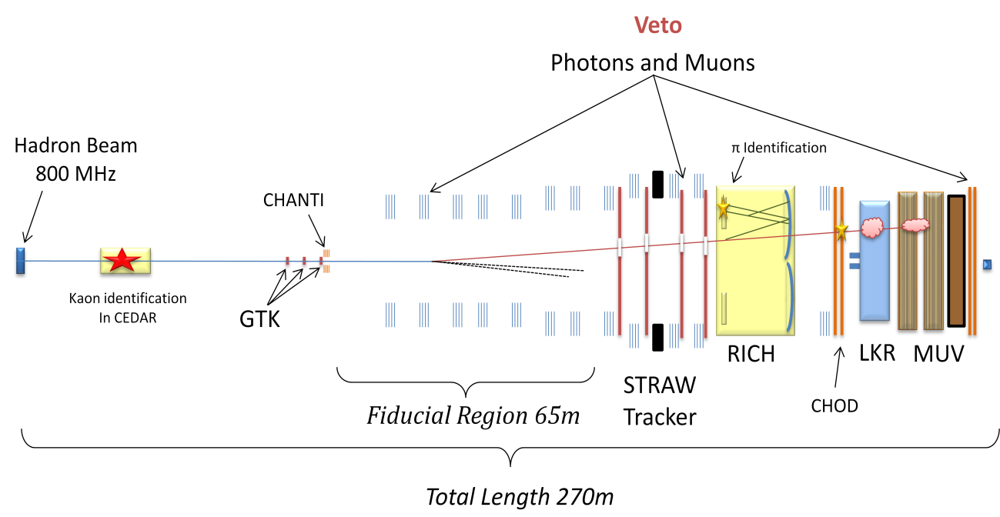 Veto
Photons and Muons
Hadron Beam
800 MHz
π Identification
CHANTI
Kaon identification
In CEDAR
GTK
RICH
LKR
MUV
STRAW
Tracker
CHOD
Fiducial Region 65m
Total Length 270m